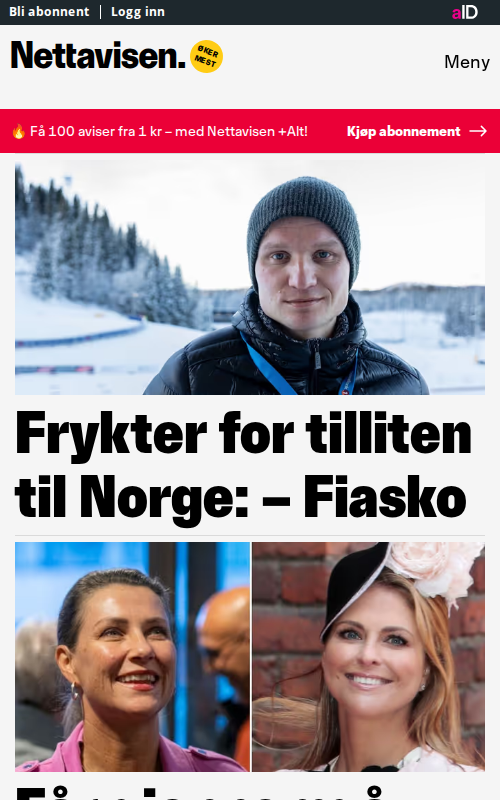 Bli abonnent
Logg inn
aID
Nettavisen.
ØKER
MEST
Meny
🔥 Få 100 aviser fra 1 kr – med Nettavisen +Alt!
Kjøp abonnement →
Frykter for tilliten
til Norge: – Fiasko